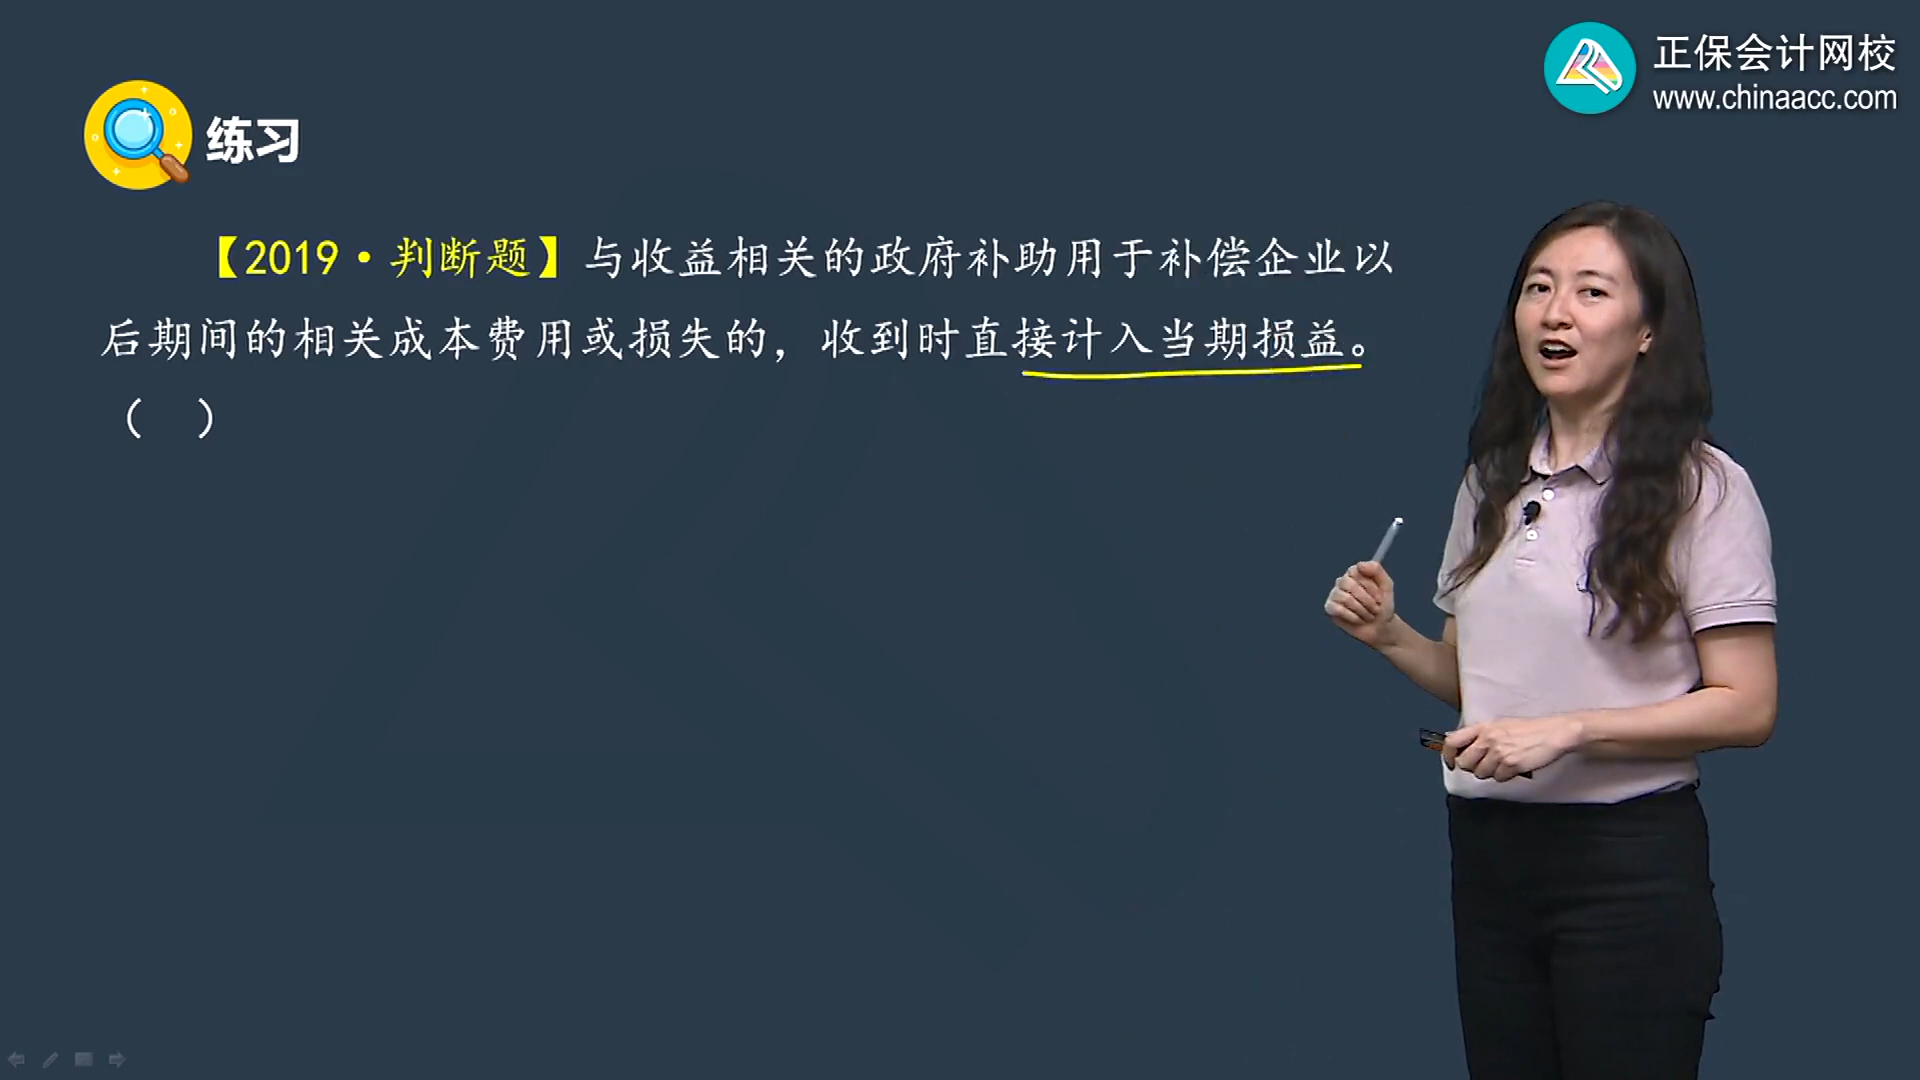 正保会计网校
www.chinaacc.com
练习
【2019·判断题】与收益相关的政府补助用于补偿企业以
后期间的相关成本费用或损失的，收到时直接计入当期损益。
（ ）